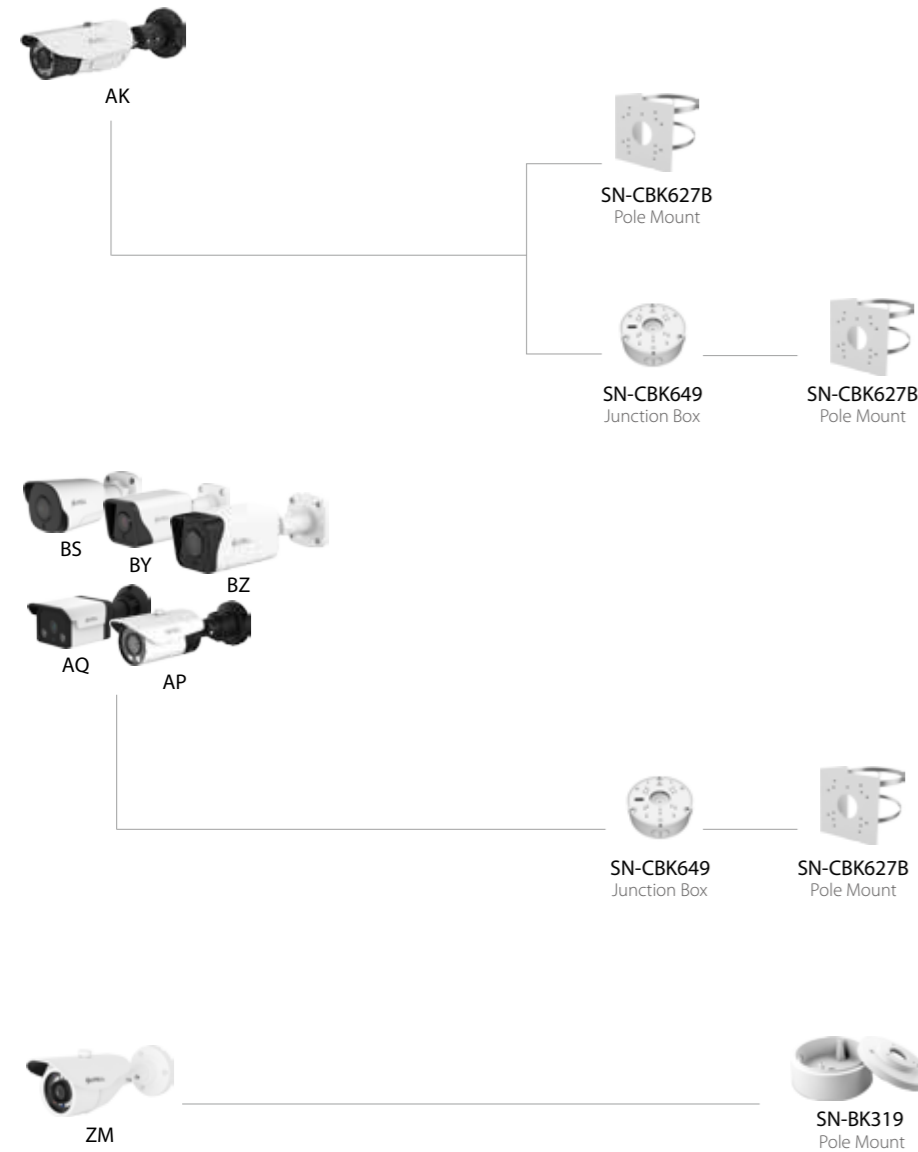 AK
SN-CBK627B
Pole Mount
SN-CBK649
Junction Box
SN-CBK627B
Pole Mount
BS
BY
BZ
AQ
AP
SN-CBK649
Junction Box
SN-CBK627B
Pole Mount
ZM
SN-BK319
Pole Mount